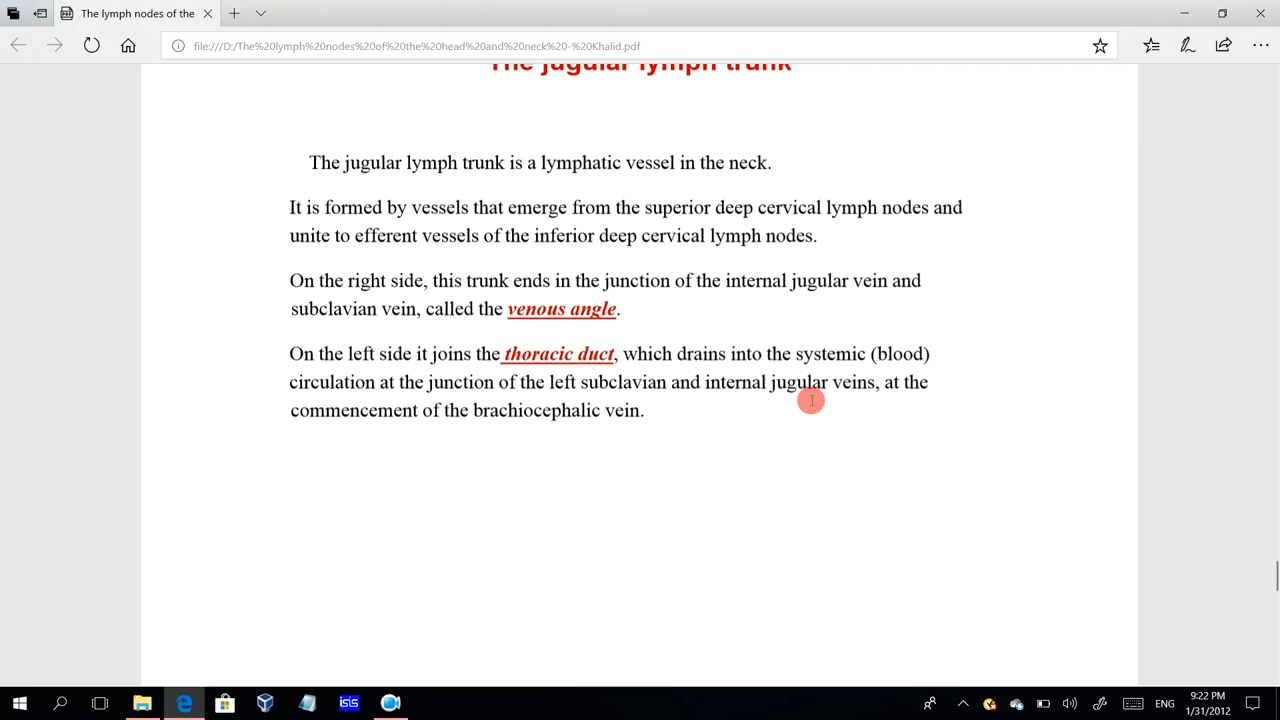 The lymph nodes of the
file:///D:/The%20lymph%20nodes%20of%20the%20head%20and%20neck%20-%20Khalid.pdf
The jugular lymph trunk
The jugular lymph trunk is a lymphatic vessel in the neck.
It is formed by vessels that emerge from the superior deep cervical lymph nodes and
unite to efferent vessels of the inferior deep cervical lymph nodes.
On the right side, this trunk ends in the junction of the internal jugular vein and
subclavian vein, called the venous angle.
On the left side it joins the thoracic duct, which drains into the systemic (blood)
circulation at the junction of the left subclavian and internal jugular veins, at the
commencement of the brachiocephalic vein.
isis
ENG
9:22 PM
1/31/2012